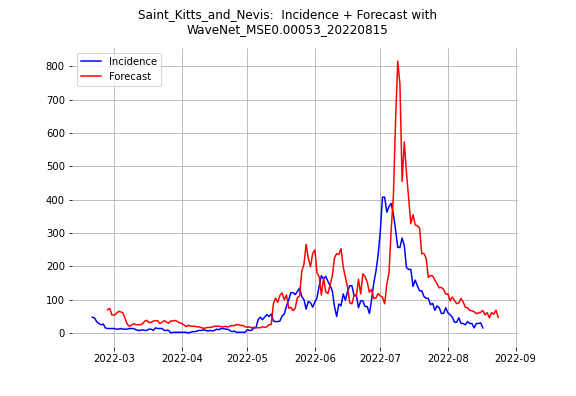 Saint_Kitts_and_Nevis:  Incidence + Forecast with
WaveNet_MSE0.00053_20220815
Incidence
Forecast
800
700
600
500
400
300
200
100
0
2022-03 2022-04 2022-05 2022-06 2022-07 2022-08 2022-09